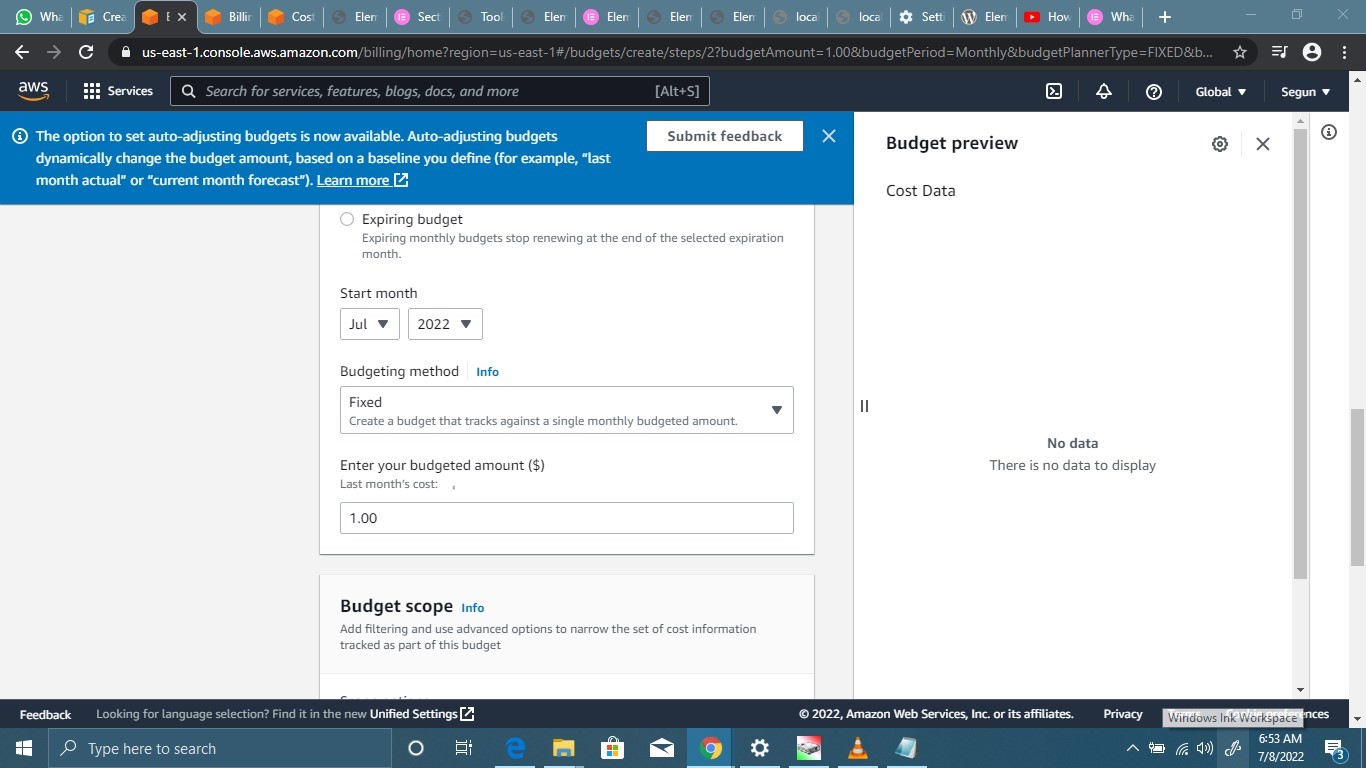 Wha
Crea
E
Billir
Cost
Elen
Sect
Tool
Elen
Elen
Elen
Elen
local
local
Setti
Elen
How
Wha
us-east-1.console.aws.amazon.com/billing/home?region=us-east-1#/budgets/create/steps/2?budgetAmount=1.00&budgetPeriod=Monthly&budgetPlannerType=FIXED&b...
aws
Services
Search for services, features, blogs, docs, and more
[Alt+S]
Global
Segun
The option to set auto-adjusting budgets is now available. Auto-adjusting budgets
dynamically change the budget amount, based on a baseline you define (for example, "last
month actual" or "current month forecast"). Learn more
Submit feedback
Expiring budget
Expiring monthly budgets stop renewing at the end of the selected expiration
month.
Start month
Jul
2022
Budgeting method Info
Fixed
Create a budget that tracks against a single monthly budgeted amount.
Enter your budgeted amount ($)
Last month's cost:
1.00
Budget scope Info
Add filtering and use advanced options to narrow the set of cost information
tracked as part of this budget
Budget preview
Cost Data
No data
There is no data to display
Feedback
Looking for language selection? Find it in the new Unified Settings
© 2022, Amazon Web Services, Inc. or its affiliates.
Privacy
Windows Ink Workspace
Type here to search
6:53 AM
7/8/2022
3